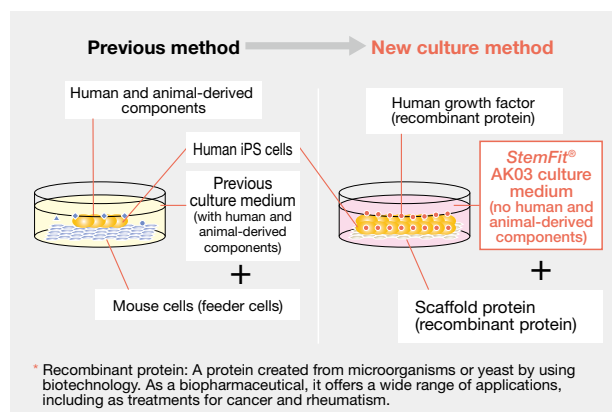 Previous method
New culture method
Human and animal-derived
components
Human growth factor
(recombinant protein)
Human iPS cells
Previous
culture medium
(with human and
animal-derived
components)
StemFit®
AK03 culture
medium
(no human and
animal-derived
components)
+
+
Mouse cells (feeder cells)
Scaffold protein
(recombinant protein)
* Recombinant protein: A protein created from microorganisms or yeast by using
biotechnology. As a biopharmaceutical, it offers a wide range of applications,
including as treatments for cancer and rheumatism.